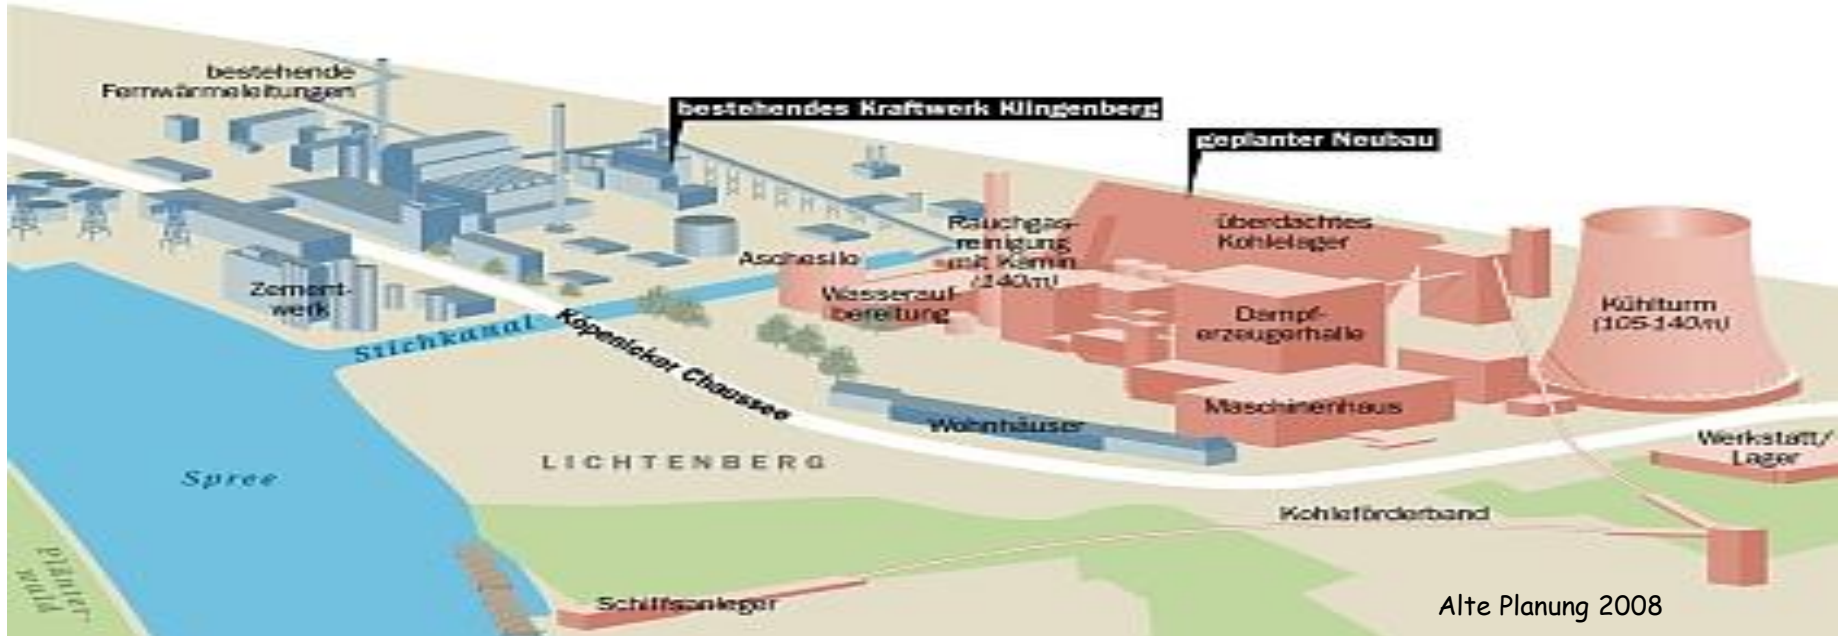 bestehende
Fernwärmeleitungen
bestehendes Kraftwerk Klingenberg
geplanter Neubau
Rauchgas-
reinigung
mit Kamin
(140m)
überdachtes
Kohlelager
Aschesilo
Wasserauf-
bereitung
Zement-
werk
Stichkanal
Köpenicker Chaussee
Dampf-
erzeugerhalle
Kühlturm
(105-140m)
Maschinenhaus
Wohnhäuser
Werkstatt/
Lager
LICHTENBERG
Spree
Kohleförderband
Plänter-
wald
Schiffsanleger
Alte Planung 2008